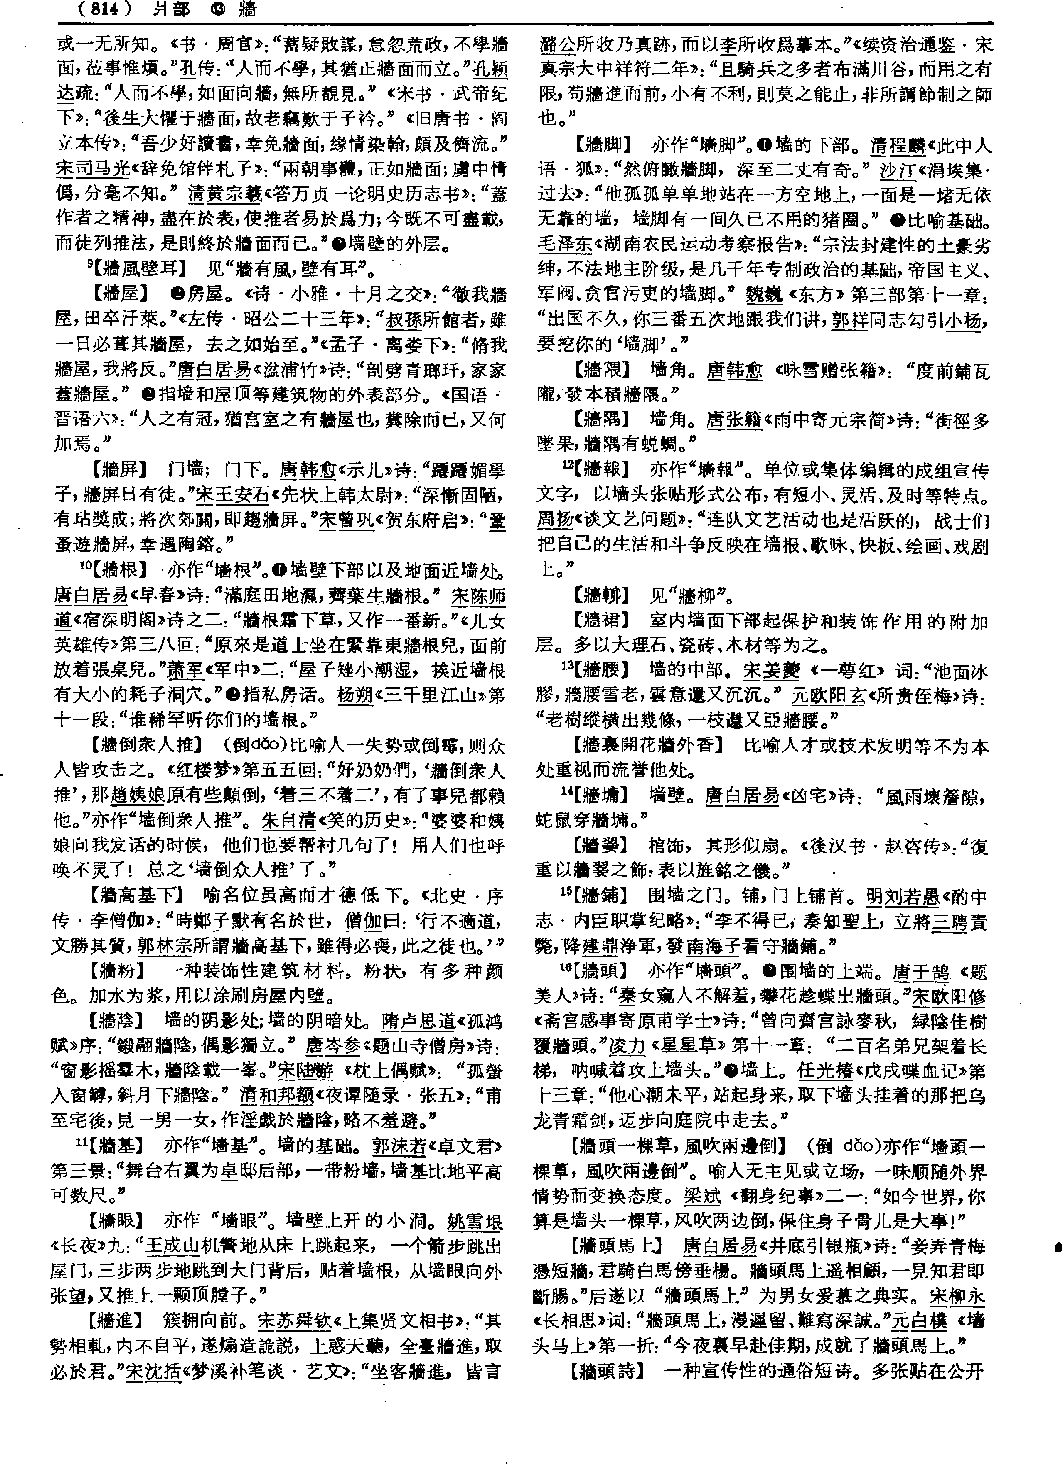 （814） 爿部 ⑬ 牆
或一无所知。《书·周官》：“蓄疑敗謀，怠忽荒政，不學牆
面，莅事惟煩。”孔传：“人而不學，其猶正牆面而立。”孔颖
达疏：“人而不學，如面向牆，無所覩見。”《宋书·武帝纪
下》：“後生大懼于牆面，故老竊歎于子衿。”《旧唐书·阎
立本传》：“吾少好讀書，幸免牆面，緣情染翰，頗及儕流。”
宋司马光《辞免馆伴札子》：“兩朝事體，正如牆面；虜中情
僞，分毫不知。”清黄宗羲《答万贞一论明史历志书》：“蓋
作者之精神，盡在於表，使推者易於爲力；今既不可盡載，
而徒列推法，是則終於牆面而已。”❷墙壁的外层。
⁹【牆風壁耳】 见“牆有風，壁有耳”。
【牆屋】 ❶房屋。《诗·小雅·十月之交》：“徹我牆
屋，田卒汙萊。”《左传·昭公二十三年》：“叔孫所館者，雖
一日必葺其牆屋，去之如始至。”《孟子·离娄下》：“脩我
牆屋，我將反。”唐白居易《湓浦竹》诗：“剖劈青瑯玕，家家
蓋牆屋。”❷指墙和屋顶等建筑物的外表部分。《国语·
晋语六》：“人之有冠，猶宫室之有牆屋也，糞除而已，又何
加焉。”
【牆屏】 门墙；门下。唐韩愈《示儿》诗：“躚躚媚學
子，牆屏日有徒。”宋王安石《先状上韩太尉》：“深慚固陋，
有玷獎成；將次郊關，即趨牆屏。”宋曾巩《贺东府启》：“
蚤遊牆屏，幸遇陶鎔。”
¹⁰【牆根】 亦作“墻根”。❶墙壁下部以及地面近墙处。
唐白居易《早春》诗：“滿庭田地濕，薺葉生牆根。”宋陈师
道《宿深明阁》诗之二：“牆根霜下草，又作一番新。”《儿女
英雄传》第三八回：“原來是道上坐在緊靠東牆根兒，面前
放着張桌兒。”萧军《军中》二：“屋子矬小潮湿，挨近墙根
有大小的耗子洞穴。”❷指私房话。杨朔《三千里江山》第
十一段：“谁稀罕听你们的墙根。”
【牆倒衆人推】 （倒dǎo）比喻人一失势或倒霉，则众
人皆攻击之。《红楼梦》第五五回：“好奶奶們，‘牆倒衆人
推’，那趙姨娘原有些顛倒，‘着三不着二’，有了事兒都賴
他。”亦作“墙倒衆人推”。朱自清《笑的历史》：“婆婆和姨
娘向我发话的时候，他们也要帮衬几句了！用人们也呼
唤不灵了！总之‘墙倒众人推’了。”
【牆高基下】 喻名位虽高而才德低下。《北史·序
传·李僧伽》：“時鄭子默有名於世，僧伽曰：‘行不適道，
文勝其質，郭林宗所謂牆高基下，雖得必喪，此之徒也。’”
【牆粉】 一种装饰性建筑材料。粉状，有多种颜
色。加水为浆，用以涂刷房屋内壁。
【牆陰】 墙的阴影处；墙的阴暗处。隋卢思道《孤鸿
赋》序：“鎩翮牆陰，偶影獨立。”唐岑参《题山寺僧房》诗：
“窗影摇羣木，牆陰载一峯。”宋陆游《枕上偶赋》：“孤螢
入窗罅，斜月下牆陰。”清和邦额《夜谭随录·张五》：“甫
至宅後，見一男一女，作淫戲於牆陰，略不羞避。”
¹¹【牆基】 亦作“墻基”。墙的基础。郭沫若《卓文君》
第三景：“舞台右翼为卓邸后部，一带粉墙，墙基比地平高
可数尺。”
【牆眼】 亦作“墻眼”。墙壁上开的小洞。姚雪垠
《长夜》九：“王成山机警地从床上跳起来，一个箭步跳出
屋门，三步两步地跳到大门背后，贴着墙根，从墙眼向外
张望，又推上一颗顶膛子。”
【牆進】 簇拥向前。宋苏舜钦《上集贤文相书》：“其
勢相軋，内不自平，遂煽造詭説，上惑天聽，全臺牆進，取
必於君。”宋沈括《梦溪补笔谈·艺文》：“坐客牆進，皆言
潞公所收乃真跡，而以李所收爲摹本。”《续资治通鉴·宋
真宗大中祥符二年》：“且騎兵之多者布滿川谷，而用之有
限，苟牆進而前，小有不利，則莫之能止，非所謂節制之師
也。”
【牆脚】 亦作“墻脚”。❶墙的下部。清程麟《此中人
语·狐》：“然俯瞰牆脚，深至二丈有奇。”沙汀《涓埃集·
过去》：“他孤孤单单地站在一方空地上，一面是一堵无依
无靠的墙，墙脚有一间久已不用的猪圈。”❷比喻基础。
毛泽东《湖南农民运动考察报告》：“宗法封建性的土豪劣
绅，不法地主阶级，是几千年专制政治的基础，帝国主义、
军阀、贪官污吏的墙脚。”魏巍《东方》第三部第十一章：
“出国不久，你三番五次地跟我们讲，郭祥同志勾引小杨，
要挖你的‘墙脚’。”
【牆隈】 墙角。唐韩愈《咏雪赠张籍》：“度前鋪瓦
隴，發本積牆隈。”
【牆隅】 墙角。唐张籍《雨中寄元宗简》诗：“街徑多
墜果，牆隅有蜕蜩。”
¹²【牆報】 亦作“墻報”。单位或集体编辑的成组宣传
文字，以墙头张贴形式公布，有短小、灵活、及时等特点。
周扬《谈文艺问题》：“连队文艺活动也是活跃的，战士们
把自己的生活和斗争反映在墙报、歌咏、快板、绘画、戏剧
上。”
【牆輣】 见“牆柳”。
【牆裙】 室内墙面下部起保护和装饰作用的附加
层。多以大理石、瓷砖、木材等为之。
¹³【牆腰】 墙的中部。宋姜夔《一萼红》词：“池面冰
膠，牆腰雪老，雲意還又沉沉。”元欧阳玄《所贵侄梅》诗：
“老樹縱横出幾條，一枝還又亞牆腰。”
【牆裏開花牆外香】 比喻人才或技术发明等不为本
处重视而流誉他处。
¹⁴【牆墉】 墙壁。唐白居易《凶宅》诗：“風雨壞簷隙，
蛇鼠穿牆墉。”
【牆翣】 棺饰，其形似扇。《後汉书·赵咨传》：“復
重以牆翣之飾，表以旌銘之儀。”
¹⁵【牆鋪】 围墙之门。铺，门上铺首。明刘若愚《酌中
志·内臣职掌纪略》：“李不得已，奏知聖上，立將三聘責
斃，降建鼎净軍，發南海子看守牆鋪。”
¹⁶【牆頭】 亦作“墻頭”。❶围墙的上端。唐于鹄《题
美人》诗：“秦女窺人不解羞，攀花趁蝶出牆頭。”宋欧阳修
《斋宫感事寄原甫学士》诗：“曾向齋宫詠麥秋，緑陰佳樹
覆牆頭。”凌力《星星草》第十一章：“二百名弟兄架着长
梯，呐喊着攻上墙头。”❷墙上。任光椿《戊戌喋血记》第
十三章：“他心潮未平，站起身来，取下墙头挂着的那把乌
龙青霜剑，迈步向庭院中走去。”
【牆頭一棵草，風吹兩邊倒】 （倒 dǎo）亦作“墻頭一
棵草，風吹兩邊倒”。喻人无主见或立场，一味顺随外界
情势而变换态度。梁斌《翻身纪事》二一：“如今世界，你
算是墙头一棵草，风吹两边倒，保住身子骨儿是大事！”
【牆頭馬上】 唐白居易《井底引银瓶》诗：“妾弄青梅
憑短牆，君騎白馬傍垂楊。牆頭馬上遥相顧，一見知君即
斷腸。”后遂以“牆頭馬上”为男女爱慕之典实。宋柳永
《长相思》词：“牆頭馬上，漫遲留、難寫深誠。”元白樸《墙
头马上》第一折：“今夜裏早赴佳期，成就了牆頭馬上。”
【牆頭詩】 一种宣传性的通俗短诗。多张贴在公开